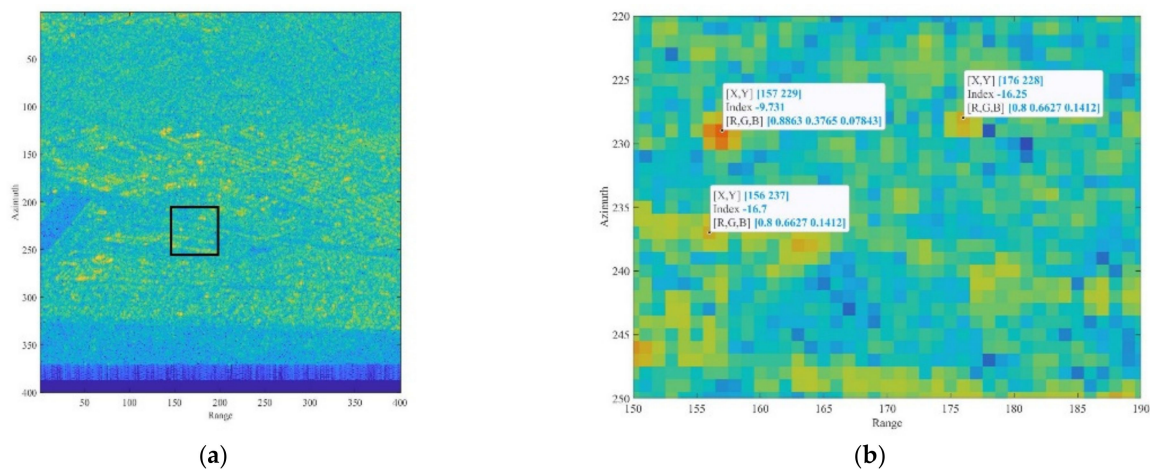 50
100
150
200
250
300
350
400
Azimuth
50 100 150 200 250 300 350 400
Range
(a)
220
225
230
235
240
245
250
Azimuth
[X,Y] [157 229]
Index -9.731
[R,G,B] [0.8863 0.3765 0.07843]
[X,Y] [176 228]
Index -16.25
[R,G,B] [0.8 0.6627 0.1412]
[X,Y] [156 237]
Index -16.7
[R,G,B] [0.8 0.6627 0.1412]
150 155 160 165 170 175 180 185 190
Range
(b)